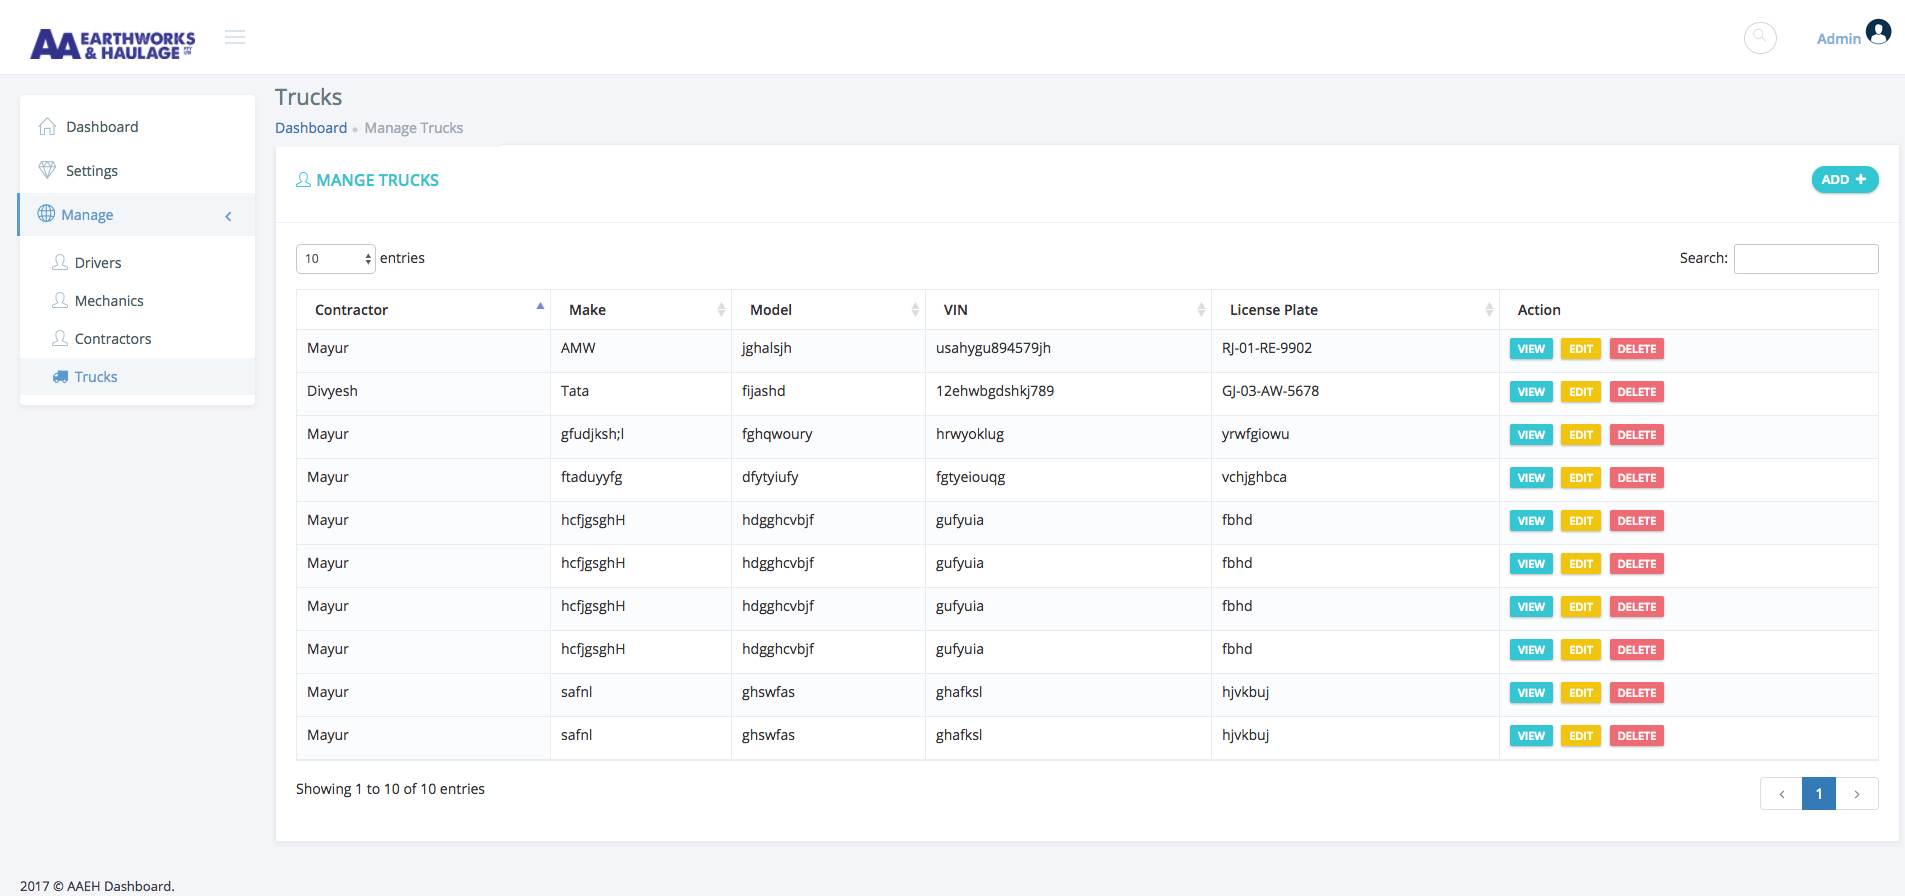 AA EARTHWORKS
& HAULAGE PTY LTD
Admin
Dashboard
Settings
Manage
Drivers
Mechanics
Contractors
Trucks
Trucks
Dashboard Manage Trucks
MANGE TRUCKS
ADD +
10 entries
Search:
Contractor Make Model VIN License Plate Action
Mayur AMW jghalsjh usahygu894579jh RJ-01-RE-9902 VIEW EDIT DELETE
Divyesh Tata fijashd 12ehwbgdshkj789 GJ-03-AW-5678 VIEW EDIT DELETE
Mayur gfudjksh;l fghqwoury hrwyoklug yrwfgiowu VIEW EDIT DELETE
Mayur ftaduyyfg dfytyiufy fgtyeiouqg vchjghbca VIEW EDIT DELETE
Mayur hcfjgsghH hdgghcvbjf gufyuia fbhd VIEW EDIT DELETE
Mayur hcfjgsghH hdgghcvbjf gufyuia fbhd VIEW EDIT DELETE
Mayur hcfjgsghH hdgghcvbjf gufyuia fbhd VIEW EDIT DELETE
Mayur hcfjgsghH hdgghcvbjf gufyuia fbhd VIEW EDIT DELETE
Mayur safnl ghswfas ghafksl hjvkbuj VIEW EDIT DELETE
Mayur safnl ghswfas ghafksl hjvkbuj VIEW EDIT DELETE
Showing 1 to 10 of 10 entries
‹ 1 ›
2017 © AAEH Dashboard.